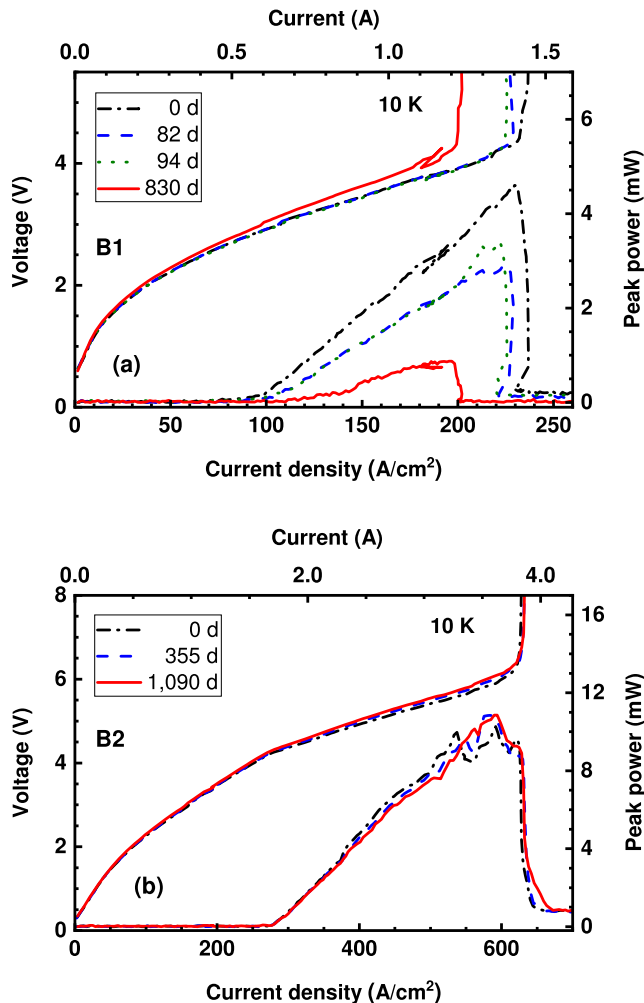 Current (A)
0.0 0.6 1.2 1.5
0 d
82 d
94 d
830 d
10 K
B1
(a)
Voltage (V)
0 2 4
Peak power (mW)
0 2 4 6
0 50 100 150 200 250
Current density (A/cm²)
Current (A)
0.0 2.0 4.0
0 d
355 d
1,090 d
10 K
B2
(b)
Voltage (V)
0 2 4 6 8
Peak power (mW)
0 4 8 12 16
0 200 400 600
Current density (A/cm²)